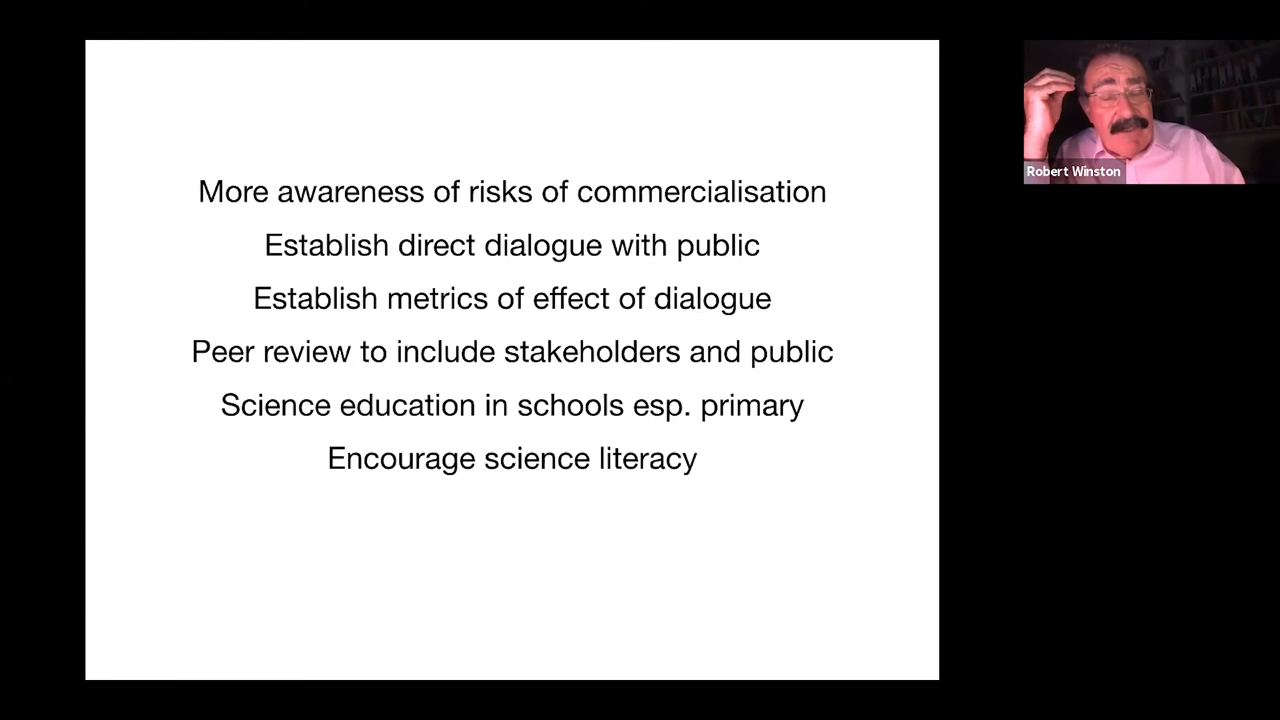 More awareness of risks of commercialisation
Establish direct dialogue with public
Establish metrics of effect of dialogue
Peer review to include stakeholders and public
Science education in schools esp. primary
Encourage science literacy
Robert Winston